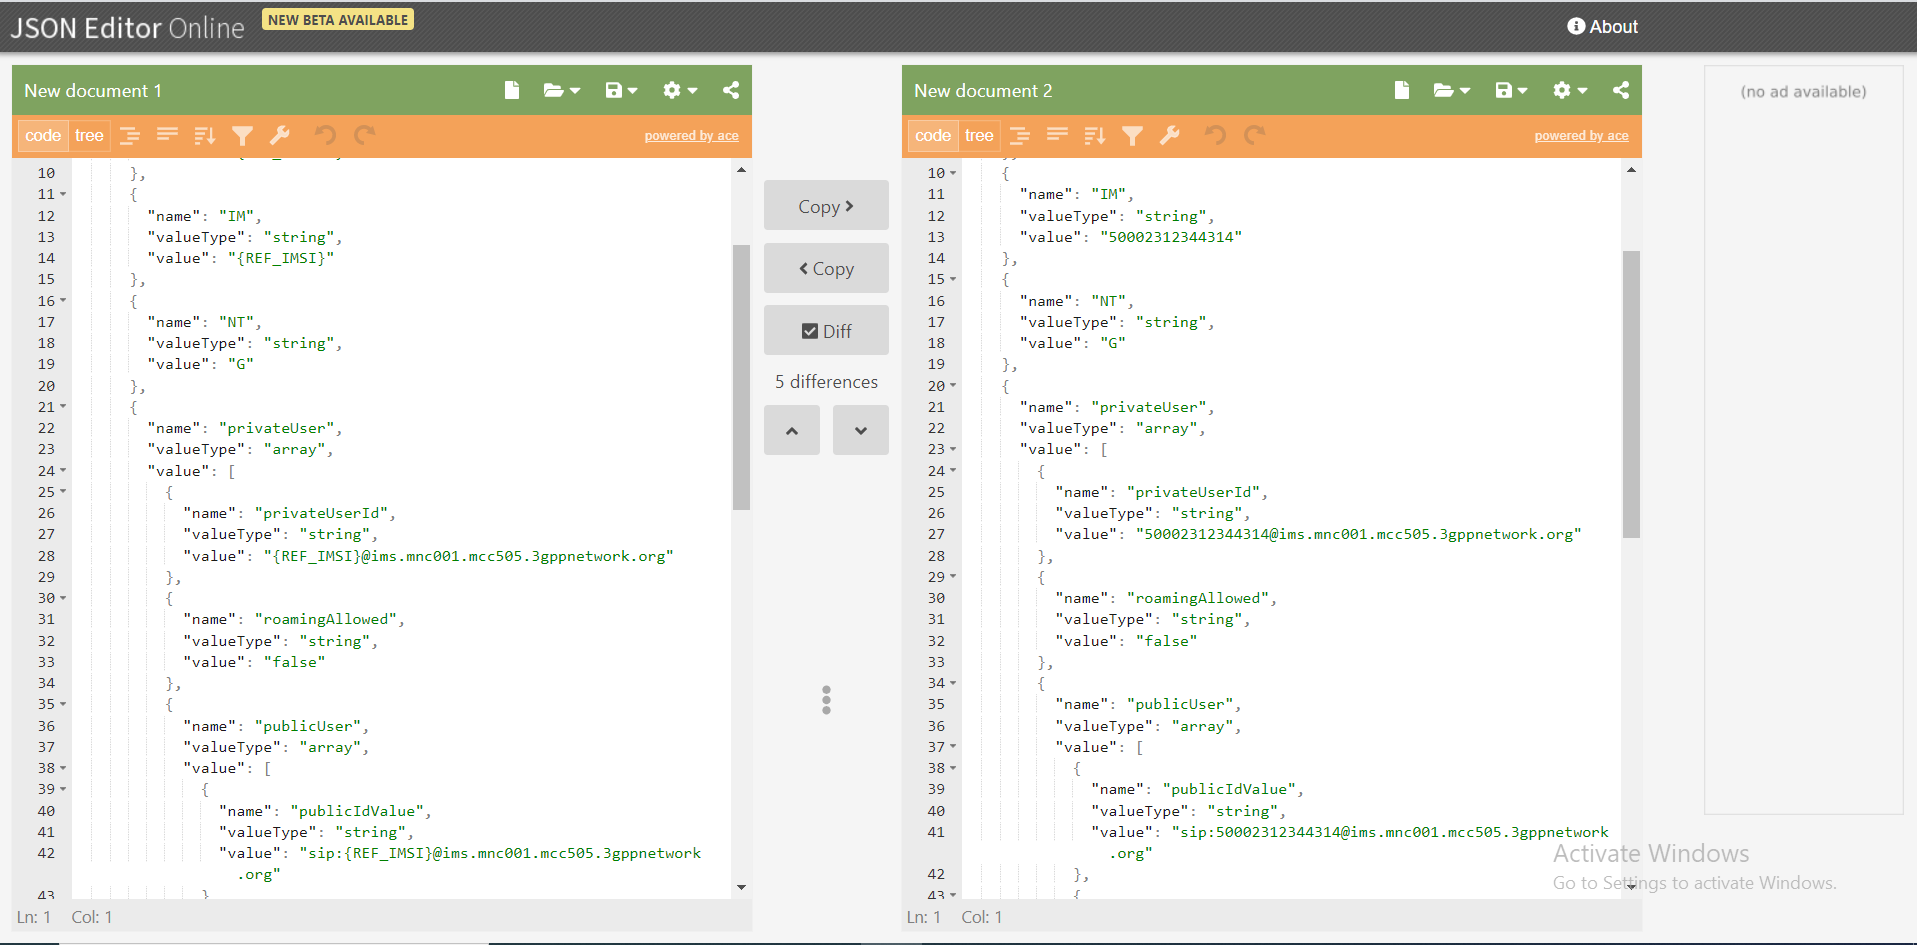 JSON Editor Online
NEW BETA AVAILABLE
About
New document 1
code tree
powered by ace
10 },
11 {
12 "name": "IM",
13 "valueType": "string",
14 "value": "{REF_IMSI}"
15 },
16 {
17 "name": "NT",
18 "valueType": "string",
19 "value": "G"
20 },
21 {
22 "name": "privateUser",
23 "valueType": "array",
24 "value": [
25 {
26 "name": "privateUserId",
27 "valueType": "string",
28 "value": "{REF_IMSI}@ims.mnc001.mcc505.3gppnetwork.org"
29 },
30 {
31 "name": "roamingAllowed",
32 "valueType": "string",
33 "value": "false"
34 },
35 {
36 "name": "publicUser",
37 "valueType": "array",
38 "value": [
39 {
40 "name": "publicIdValue",
41 "valueType": "string",
42 "value": "sip:{REF_IMSI}@ims.mnc001.mcc505.3gppnetwork
.org"
43 }
Ln: 1 Col: 1
Copy >
< Copy
Diff
5 differences
New document 2
code tree
powered by ace
10 {
11 "name": "IM",
12 "valueType": "string",
13 "value": "50002312344314"
14 },
15 {
16 "name": "NT",
17 "valueType": "string",
18 "value": "G"
19 },
20 {
21 "name": "privateUser",
22 "valueType": "array",
23 "value": [
24 {
25 "name": "privateUserId",
26 "valueType": "string",
27 "value": "50002312344314@ims.mnc001.mcc505.3gppnetwork.org"
28 },
29 {
30 "name": "roamingAllowed",
31 "valueType": "string",
32 "value": "false"
33 },
34 {
35 "name": "publicUser",
36 "valueType": "array",
37 "value": [
38 {
39 "name": "publicIdValue",
40 "valueType": "string",
41 "value": "sip:50002312344314@ims.mnc001.mcc505.3gppnetwork
.org"
42 },
43 {
Ln: 1 Col: 1
(no ad available)
Activate Windows
Go to Settings to activate Windows.